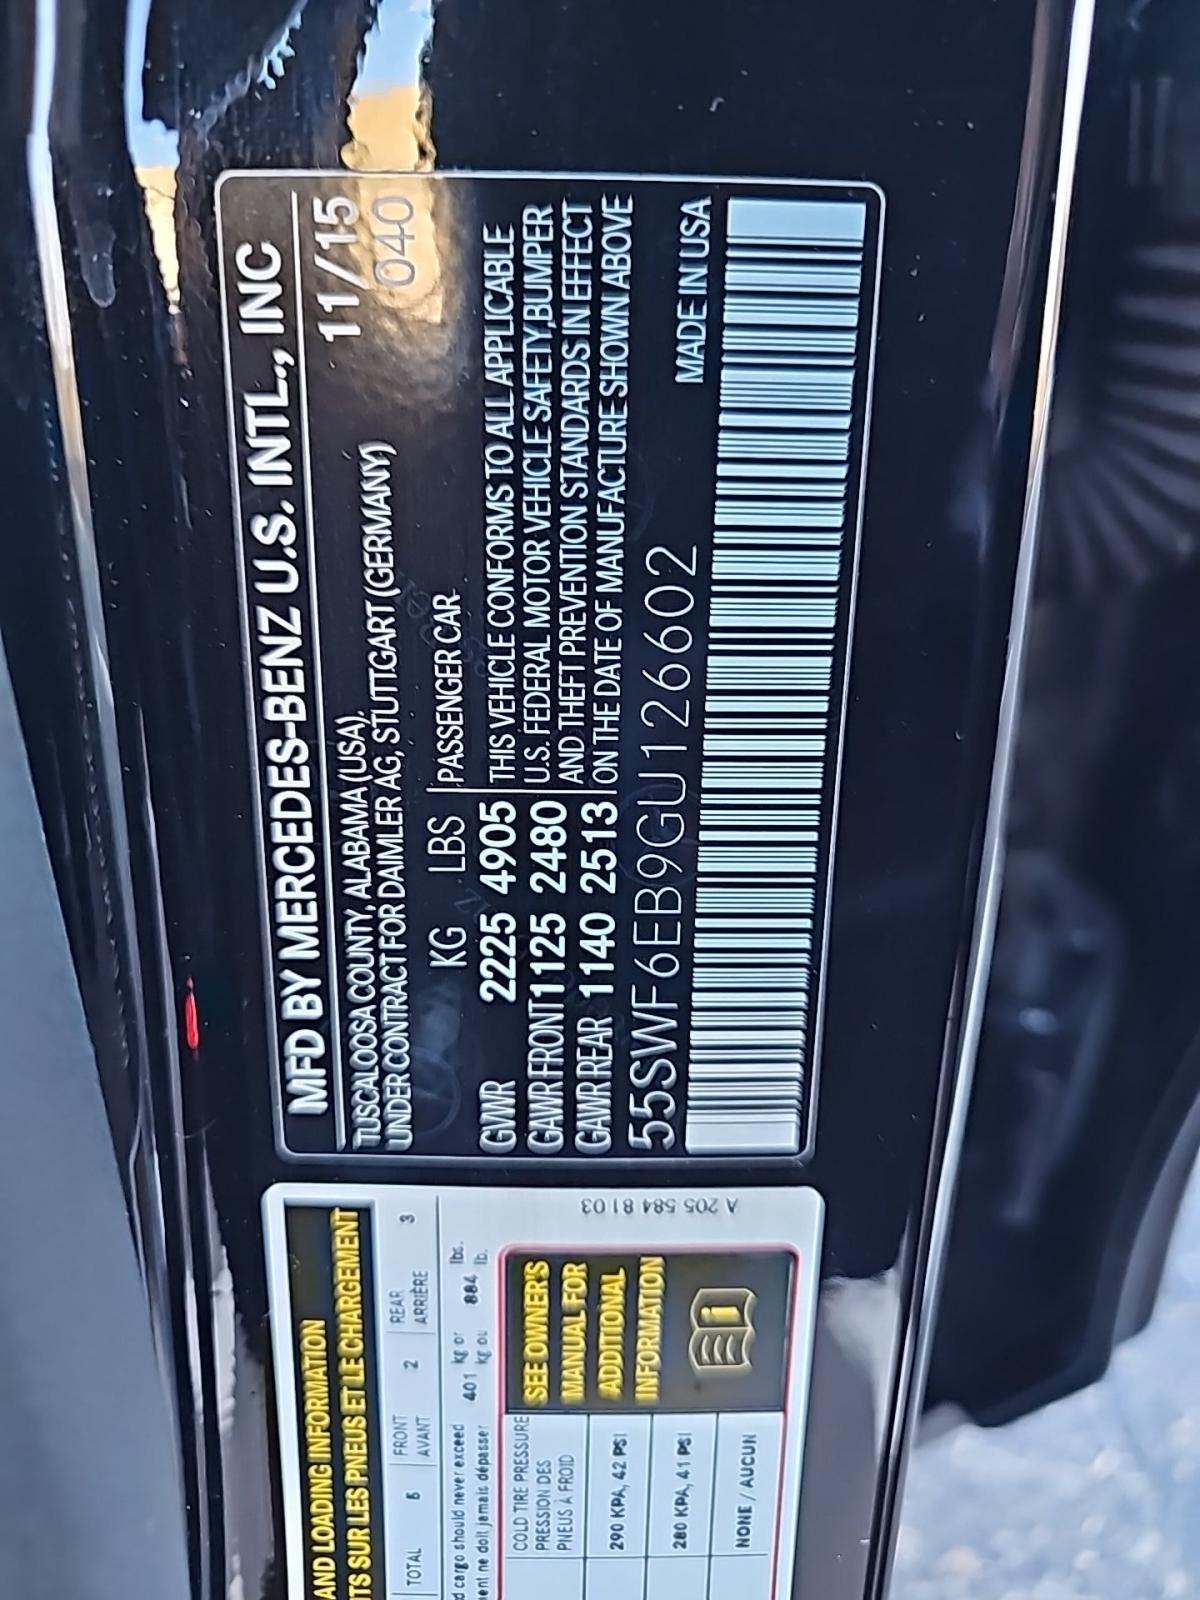 MFD BY MERCEDES-BENZ U.S. INTL., INC
TUSCALOOSA COUNTY, ALABAMA (USA). 11/15
UNDER CONTRACT FOR DAIMLER AG, STUTTGART (GERMANY) 040
KG LBS PASSENGER CAR
GVWR 2225 4905 THIS VEHICLE CONFORMS TO ALL APPLICABLE
GAWR FRONT 1125 2480 U.S. FEDERAL MOTOR VEHICLE SAFETY,BUMPER
GAWR REAR 1140 2513 AND THEFT PREVENTION STANDARDS IN EFFECT
ON THE DATE OF MANUFACTURE SHOWN ABOVE
55SWF6EB9GU126602 MADE IN USA
AND LOADING INFORMATION
TS SUR LES PNEUS ET LE CHARGEMENT
TOTAL 5 FRONT 2 REAR 3
AVANT ARRIÈRE
d cargo should never exceed 401 kg or 884 lbs.
ment ne doit jamais dépasser kg ou lb.
COLD TIRE PRESSURE
PRESSION DES
PNEUS À FROID
290 KPA, 42 PSI
280 KPA, 41 PSI
NONE / AUCUN
SEE OWNER'S
MANUAL FOR
ADDITIONAL
INFORMATION
A 205 584 81 03